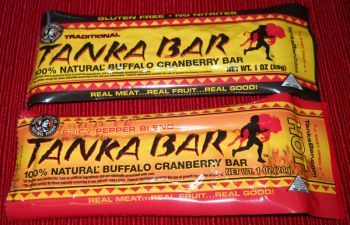 GLUTEN FREE • NO NITRITES
TRADITIONAL
TANKA BAR
100% NATURAL* BUFFALO CRANBERRY BAR
NET WT. 1 OZ (28g)
REAL MEAT...REAL FRUIT...REAL GOOD!
SPICY PEPPER BLEND
HOT
TANKA BAR
100% NATURAL* BUFFALO CRANBERRY BAR
NET WT. 1 OZ (28g)
REAL MEAT...REAL FRUIT...REAL GOOD!